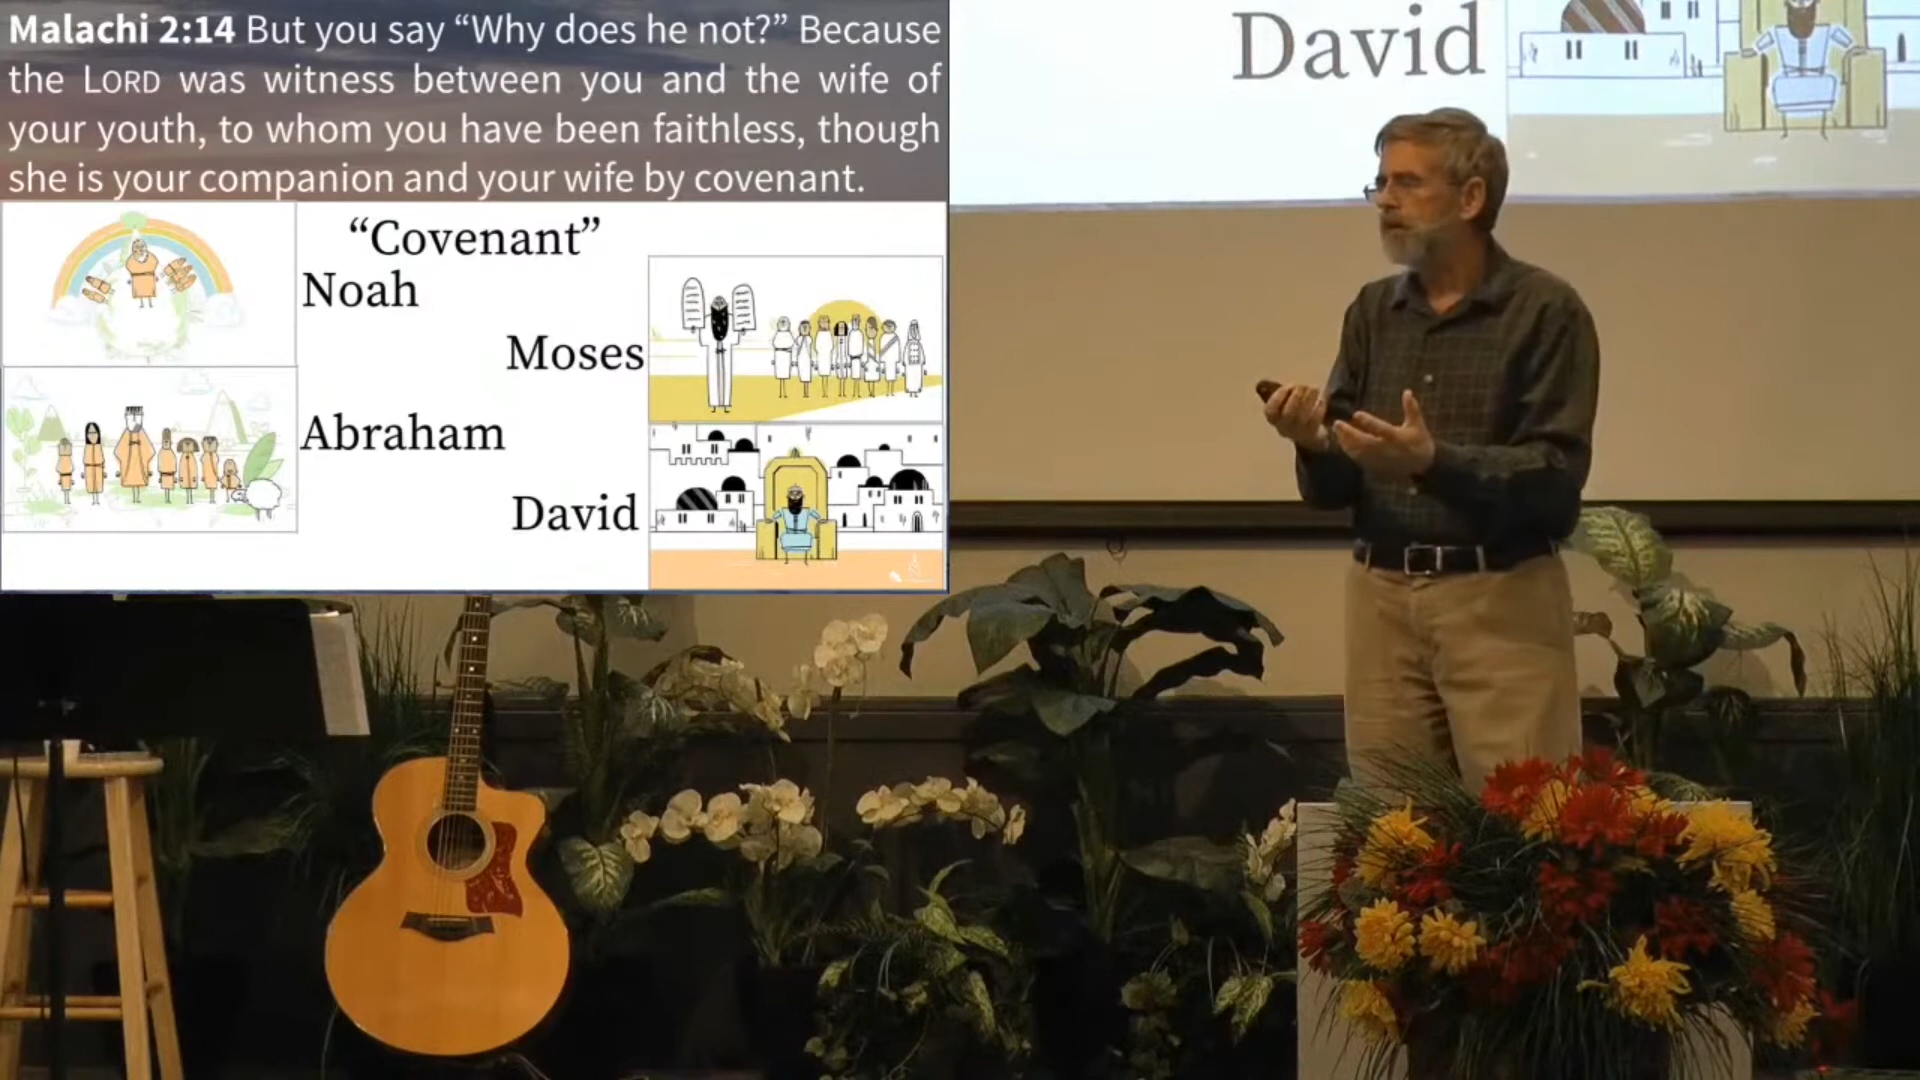 Malachi 2:14 But you say “Why does he not?” Because
the LORD was witness between you and the wife of
your youth, to whom you have been faithless, though
she is your companion and your wife by covenant.
“Covenant”
Noah
Moses
Abraham
David
David